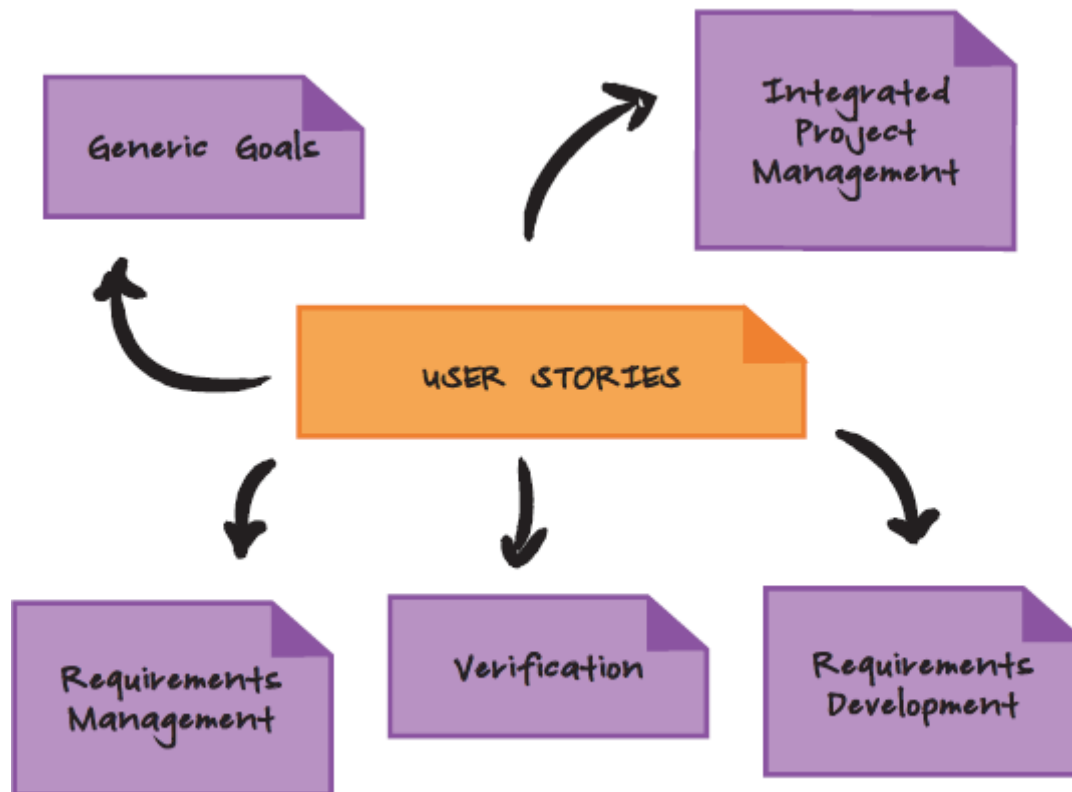 Generic Goals
Integrated
Project
Management
USER STORIES
Requirements
Management
Verification
Requirements
Development